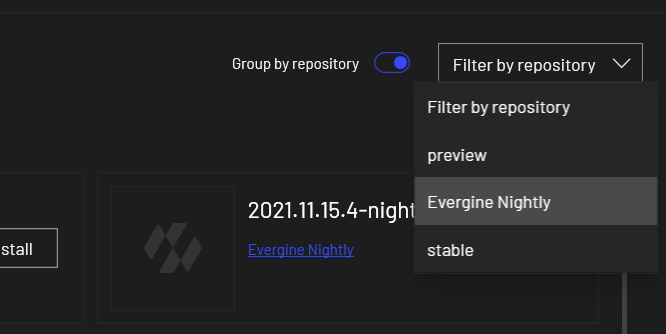 Group by repository
Filter by repository
Filter by repository
preview
Evergine Nightly
stable
stall
2021.11.15.4-night
Evergine Nightly